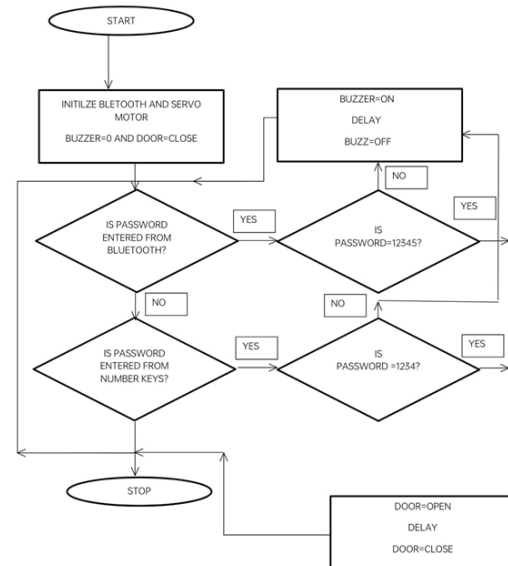 START
INITILZE BLETOOTH AND SERVO
MOTOR
BUZZER=0 AND DOOR=CLOSE
BUZZER=ON
DELAY
BUZZ=OFF
NO
IS PASSWORD
ENTERED FROM
BLUETOOTH?
YES
IS
PASSWORD=12345?
YES
NO
NO
IS PASSWORD
ENTERED FROM
NUMBER KEYS?
YES
IS
PASSWORD =1234?
YES
STOP
DOOR=OPEN
DELAY
DOOR=CLOSE